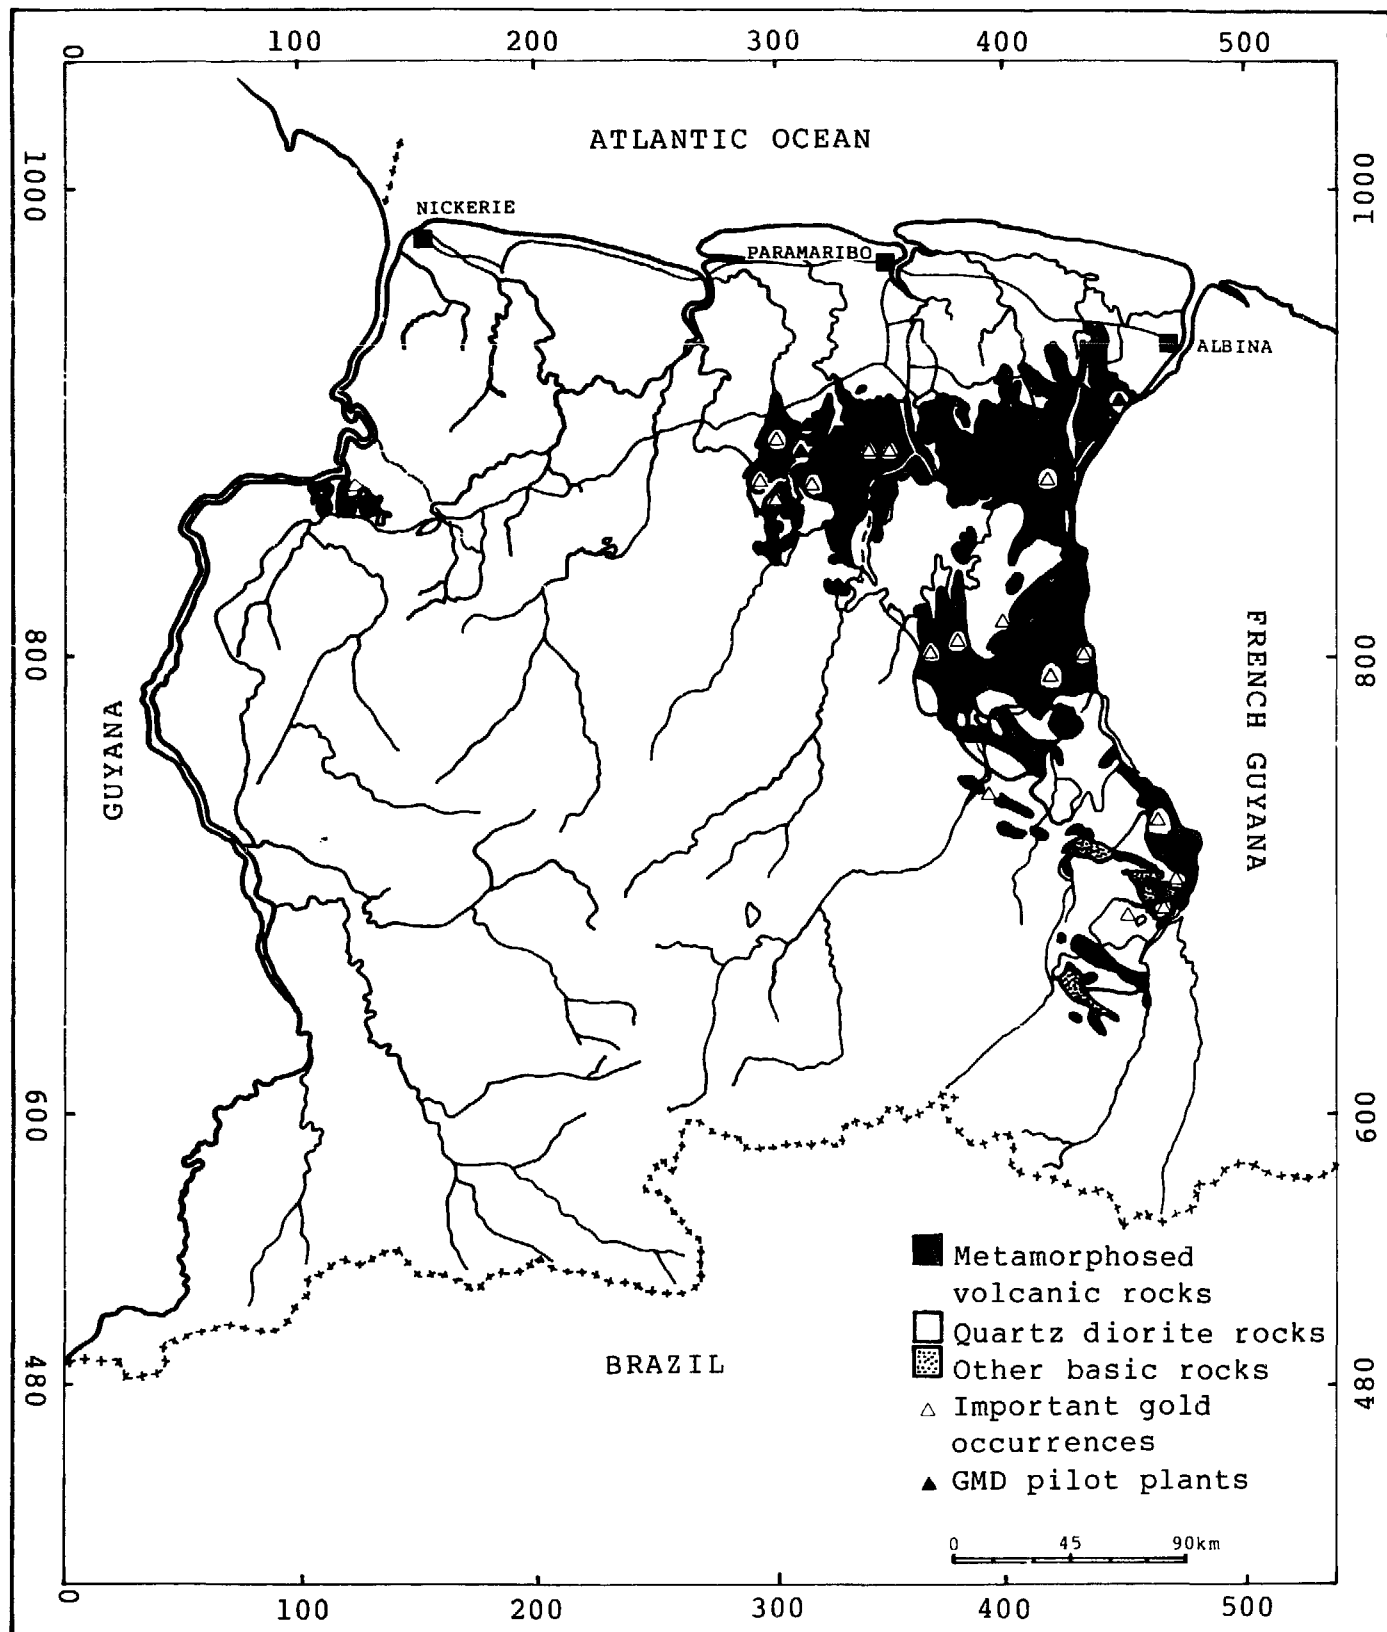 0 100 200 300 400 500
ATLANTIC OCEAN
1000
1000
NICKERIE
PARAMARIBO
ALBINA
800
800
GUYANA
FRENCH GUYANA
600
600
Metamorphosed
volcanic rocks
Quartz diorite rocks
BRAZIL
Other basic rocks
480
480
Important gold
occurrences
GMD pilot plants
0 45 90km
0 100 200 300 400 500